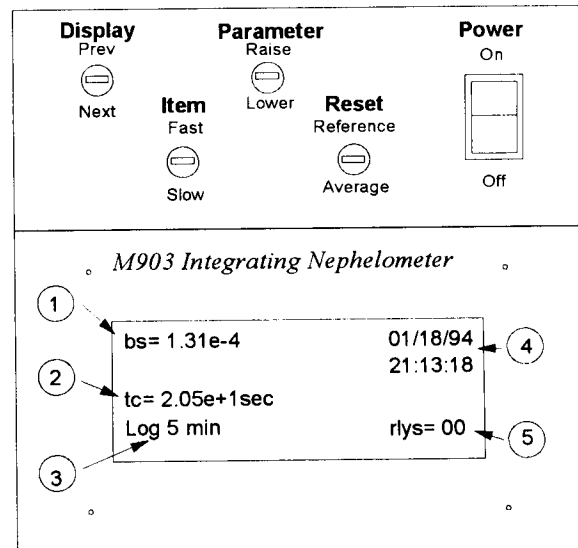 Display
Prev
Next
Item
Fast
Slow
Parameter
Raise
Lower
Reset
Reference
Average
Power
On
Off
M903 Integrating Nephelometer
1
bs= 1.31e-4
01/18/94
4
21:13:18
2
tc= 2.05e+1sec
Log 5 min
rlys= 00
5
3